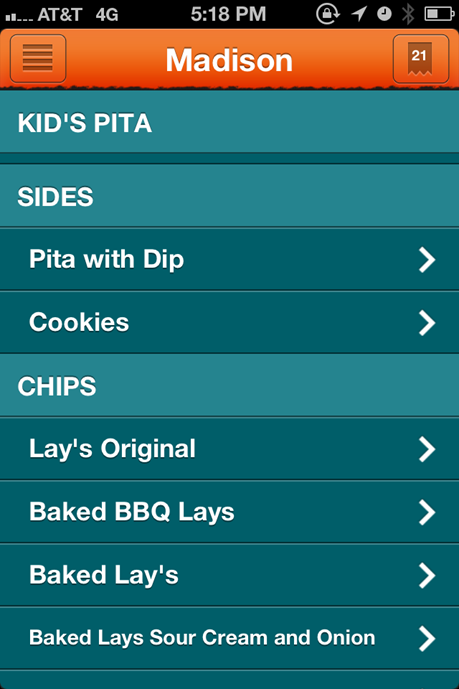 AT&T 4G 5:18 PM
Madison
21
KID'S PITA
SIDES
Pita with Dip
Cookies
CHIPS
Lay's Original
Baked BBQ Lays
Baked Lay's
Baked Lays Sour Cream and Onion